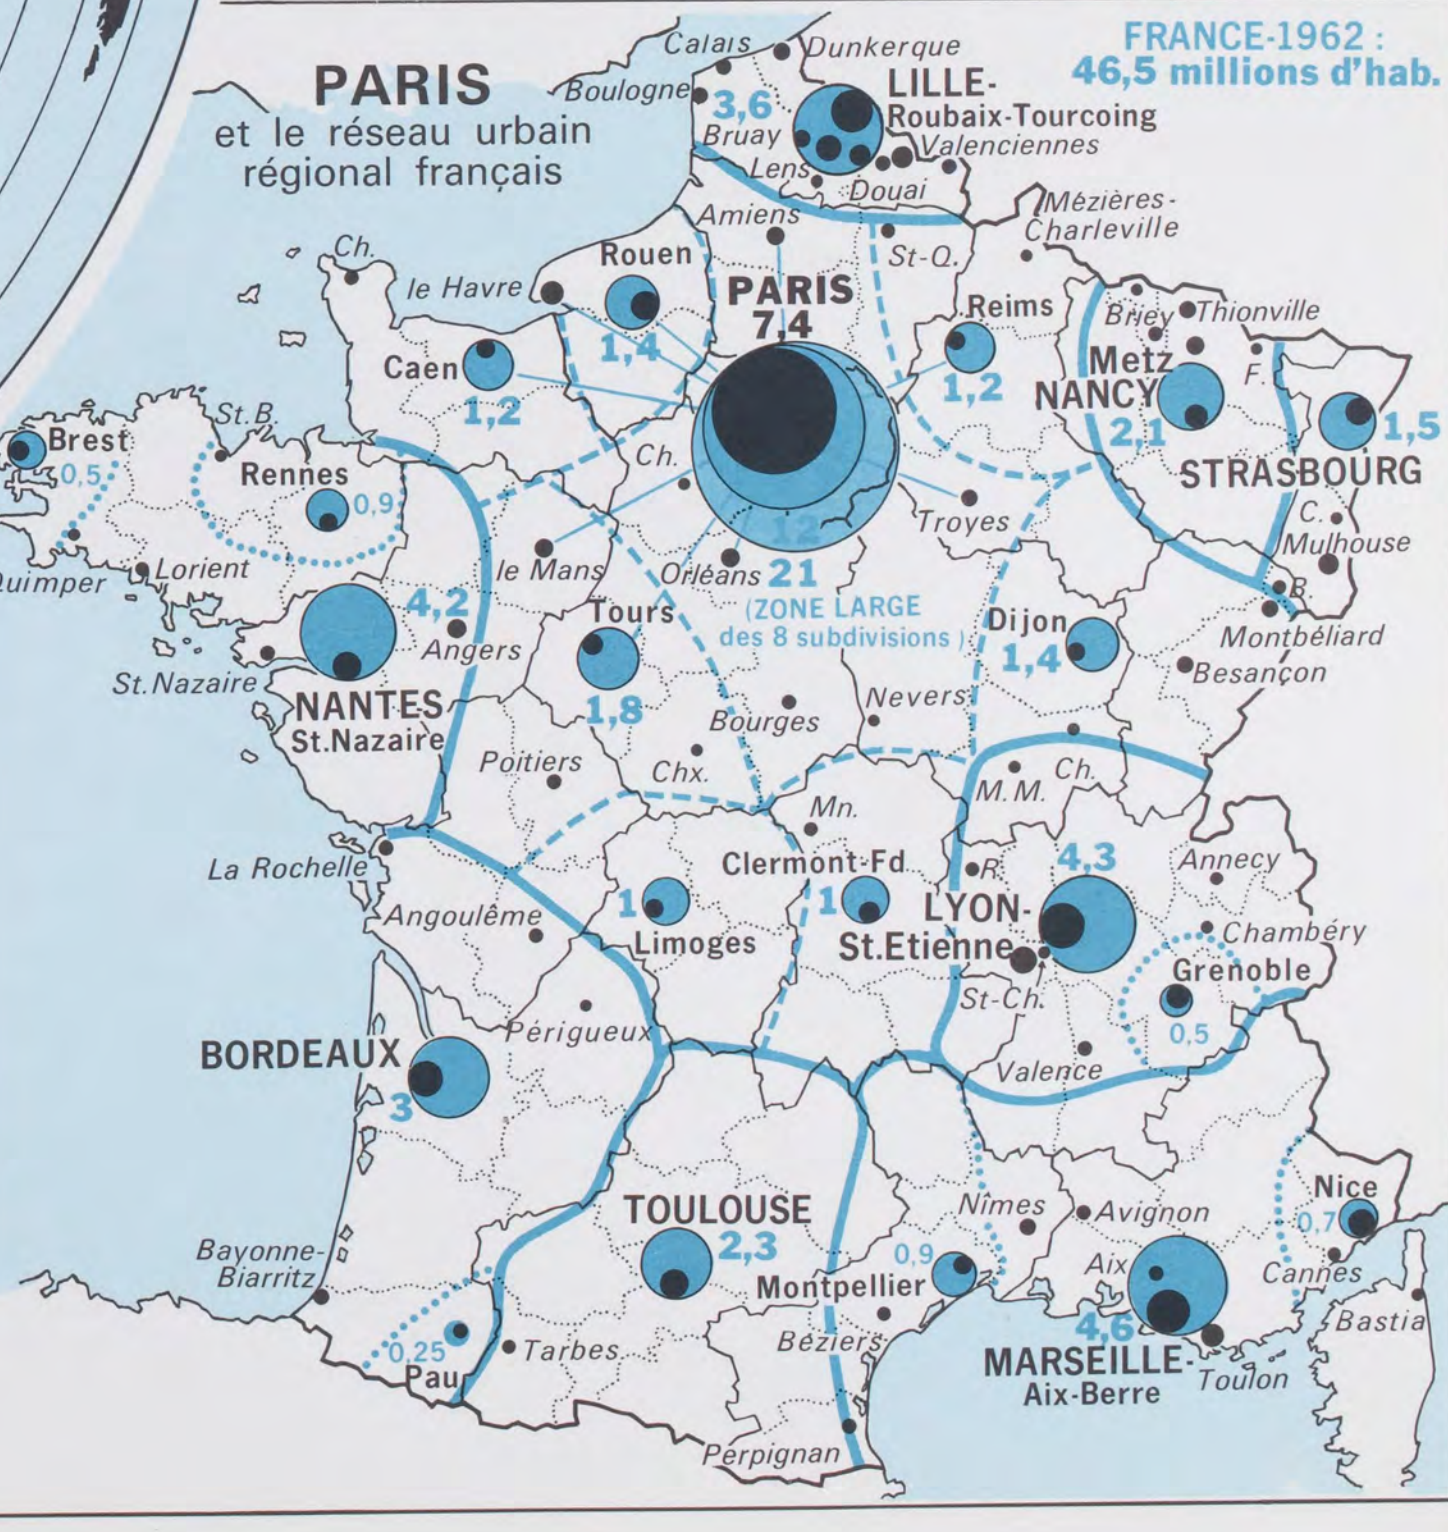 FRANCE-1962 :
46,5 millions d'hab.
PARIS
et le réseau urbain
régional français
Calais
Dunkerque
Boulogne
3,6
LILLE-
Roubaix-Tourcoing
Bruay
Valenciennes
Lens
Douai
Amiens
Mézières-
Charleville
St-Q.
Ch.
le Havre
Rouen
1,4
PARIS
7,4
Reims
1,2
Briey
Thionville
Metz
F.
NANCY
2,1
1,5
STRASBOURG
Caen
1,2
St.B.
Brest
0,5
Rennes
0,9
Ch.
12
Troyes
C.
Mulhouse
Quimper
Lorient
le Mans
Orléans
21
(ZONE LARGE
des 8 subdivisions )
B.
Montbéliard
Besançon
4,2
Angers
Tours
1,8
Dijon
1,4
St.Nazaire
NANTES
St.Nazaire
Bourges
Nevers
Poitiers
Chx.
M.M.
Ch.
Mn.
La Rochelle
Clermont-Fd
1
R.
4,3
Annecy
Angoulême
1
Limoges
LYON-
St.Etienne
Chambéry
Grenoble
0,5
St-Ch.
Valence
Périgueux
BORDEAUX
3
TOULOUSE
2,3
Nîmes
Avignon
Nice
0,7
Cannes
Bayonne-
Biarritz
0,9
Montpellier
Aix
4,6
MARSEILLE-
Aix-Berre
Toulon
Bastia
Béziers
0,25
Pau
Tarbes
Perpignan